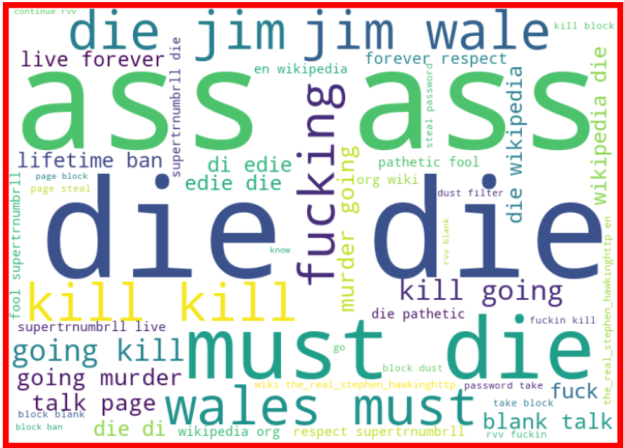 continue rvv
die jim
jim wale
kill block
live forever
supertrnumbrll die
en wikipedia
forever respect
ass
ass
fucking
steal password
die wikipedia
wikipedia die
lifetime ban
di edie
murder going
pathetic fool
page block
edie die
org wiki
page steal
die
die
dust filter
fool supertrnumbrll
know
rvv blank
the_real_stephen_hawkinghttp en
kill kill
kill going
die pathetic
supertrnumbrll live
must die
fuckin kill
going kill
go
block dust
going murder
wiki the_real_stephen_hawkinghttp
password take
fuck
talk page
wales must
take block
block blank
blank talk
block ban
die di
wikipedia org
respect supertrnumbrll
rvv fuckin